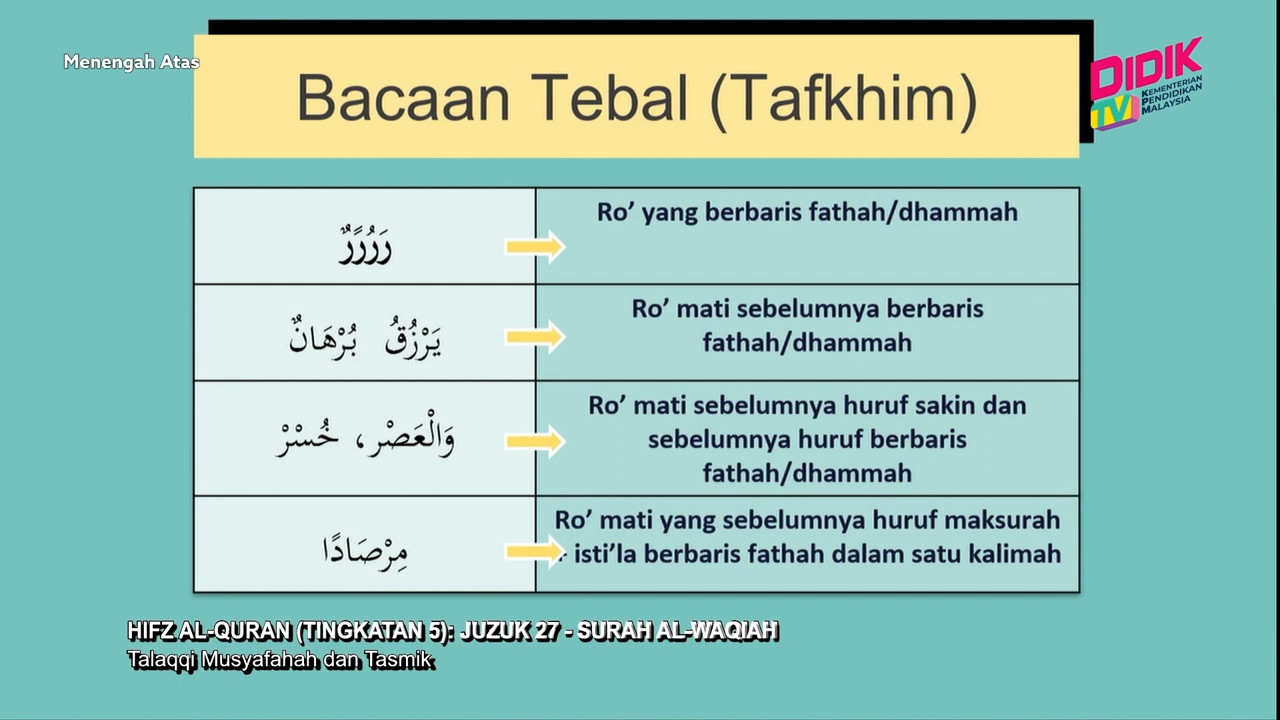 Menengah Atas
Bacaan Tebal (Tafkhim)
DIDIK
TV
KEMENTERIAN
PENDIDIKAN
MALAYSIA
رَرُرًرٌ
Ro’ yang berbaris fathah/dhammah
يَرْزُقُ بُرْهَانٌ
Ro’ mati sebelumnya berbaris
fathah/dhammah
وَالْعَصْر، خُسْرْ
Ro’ mati sebelumnya huruf sakin dan
sebelumnya huruf berbaris
fathah/dhammah
مِرْصَادًا
Ro’ mati yang sebelumnya huruf maksurah
isti’la berbaris fathah dalam satu kalimah
HIFZ AL-QURAN (TINGKATAN 5): JUZUK 27 - SURAH AL-WAQIAH
Talaqqi Musyafahah dan Tasmik